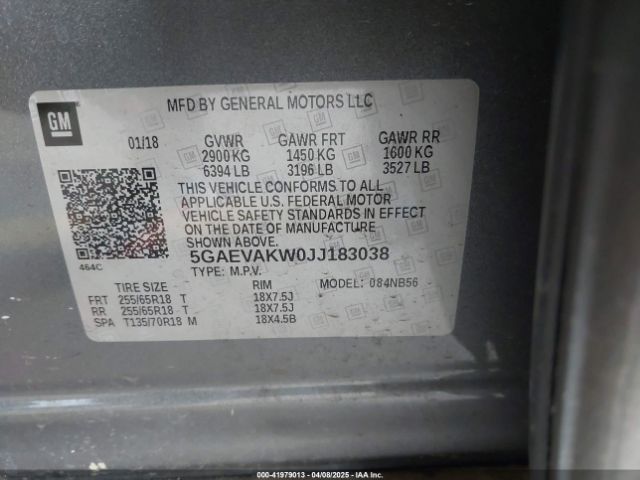 GM
MFD BY GENERAL MOTORS LLC
01/18 GVWR GAWR FRT GAWR RR
2900 KG 1450 KG 1600 KG
6394 LB 3196 LB 3527 LB
THIS VEHICLE CONFORMS TO ALL
APPLICABLE U.S. FEDERAL MOTOR
VEHICLE SAFETY STANDARDS IN EFFECT
ON THE DATE OF MANUFACTURE
SHOWN ABOVE.
464C
5GAEVAKW0JJ183038
TYPE: M.P.V. MODEL: 084NB56
TIRE SIZE RIM
FRT 255/65R18 T 18X7.5J
RR 255/65R18 T 18X7.5J
SPA T135/70R18 M 18X4.5B
000-41979013 - 04/08/2025 - IAAI.COM